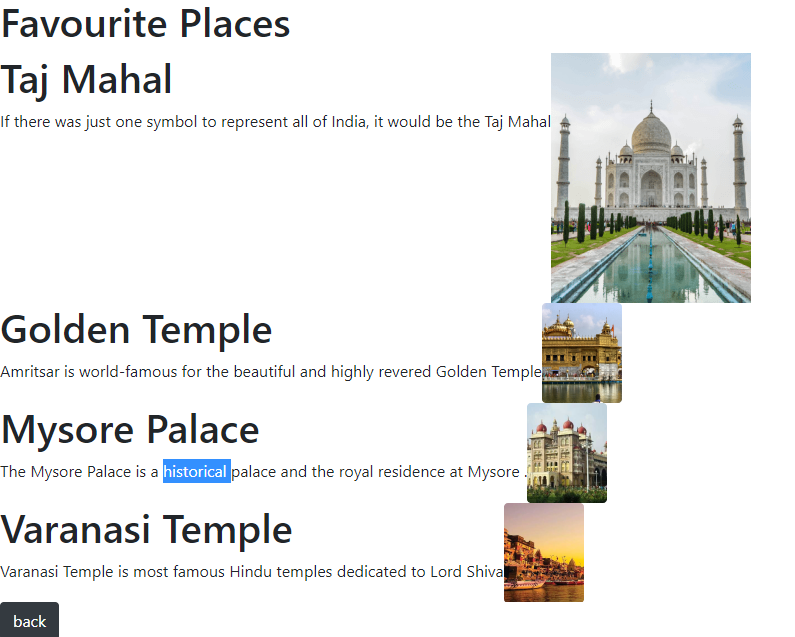 Favourite Places
Taj Mahal
If there was just one symbol to represent all of India, it would be the Taj Mahal
Golden Temple
Amritsar is world-famous for the beautiful and highly revered Golden Temple
Mysore Palace
The Mysore Palace is a historical palace and the royal residence at Mysore .
Varanasi Temple
Varanasi Temple is most famous Hindu temples dedicated to Lord Shiva
back